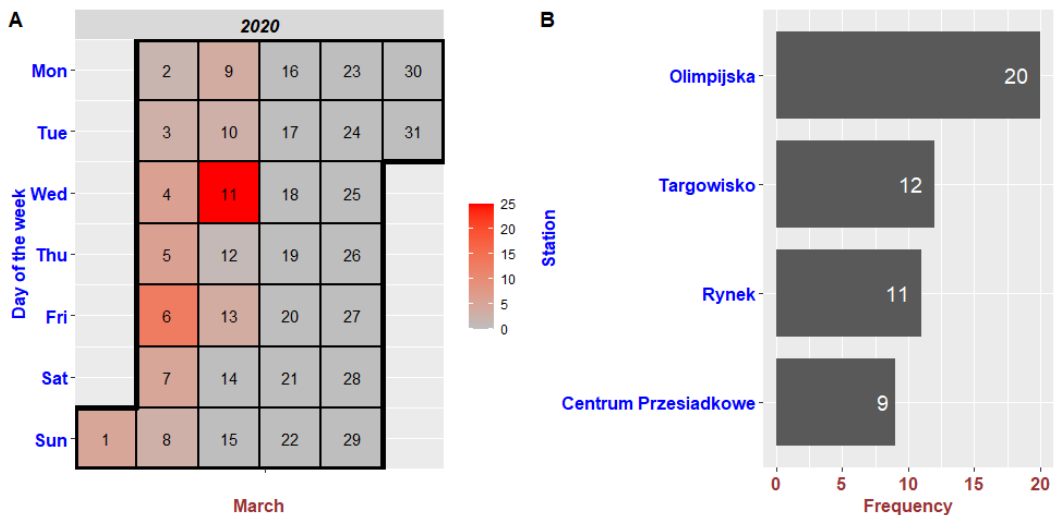 A
2020
Day of the week
Mon 2 9 16 23 30
Tue 3 10 17 24 31
Wed 4 11 18 25
Thu 5 12 19 26
Fri 6 13 20 27
Sat 7 14 21 28
Sun 1 8 15 22 29
March
25
20
15
10
5
0
B
Station
Olimpijska 20
Targowisko 12
Rynek 11
Centrum Przesiadkowe 9
0 5 10 15 20
Frequency